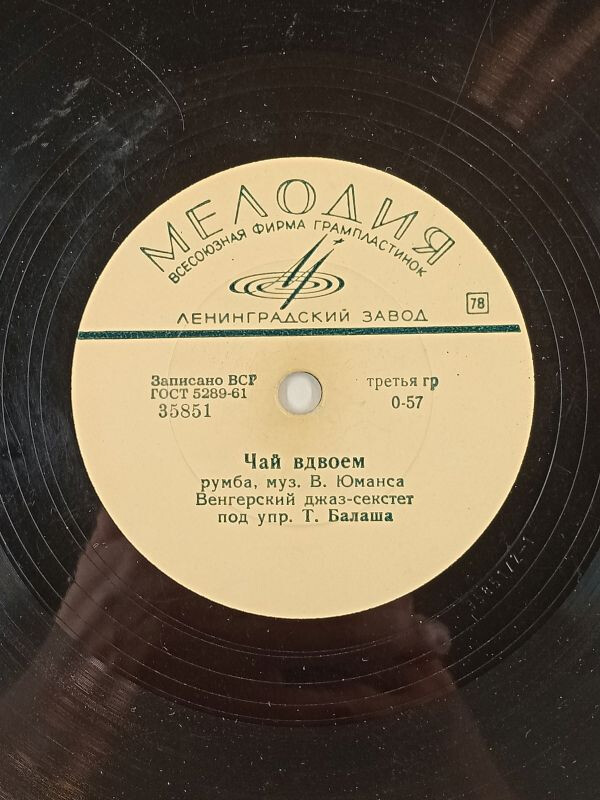 МЕЛОДИЯ
ВСЕСОЮЗНАЯ ФИРМА ГРАМПЛАСТИНОК
ЛЕНИНГРАДСКИЙ ЗАВОД
78
Записано ВСГ
ГОСТ 5289-61
35851
третья гр
0-57
Чай вдвоем
румба, муз. В. Юманса
Венгерский джаз-секстет
под упр. Т. Балаша